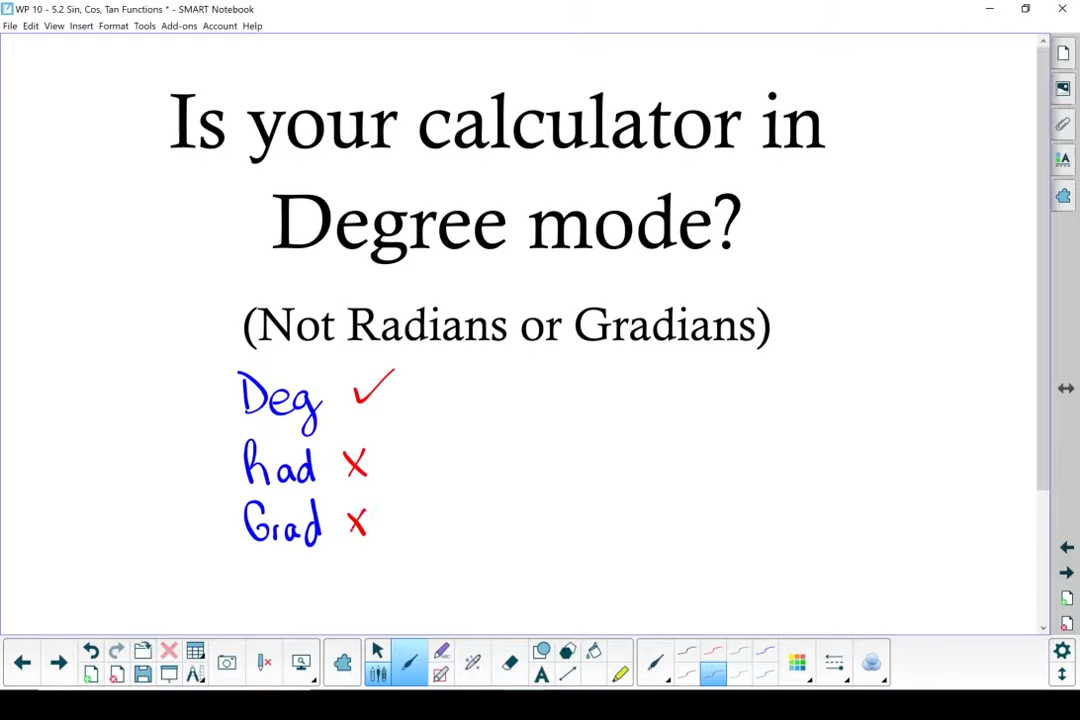 WP 10 - 5.2 Sin, Cos, Tan Functions * - SMART Notebook
File Edit View Insert Format Tools Add-ons Account Help
Is your calculator in
Degree mode?
(Not Radians or Gradians)
Deg ✓
Rad X
Grad X